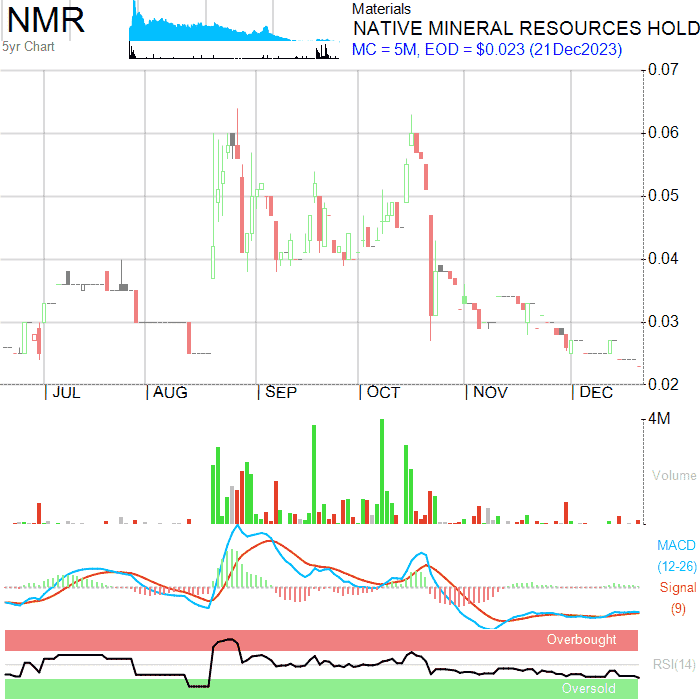 NMR
5yr Chart
Materials
NATIVE MINERAL RESOURCES HOLD
MC = 5M, EOD = $0.023 (21Dec2023)
0.07
0.06
0.05
0.04
0.03
0.02
JUL AUG SEP OCT NOV DEC
4M
Volume
MACD
(12-26)
Signal
(9)
Overbought
RSI(14)
Oversold